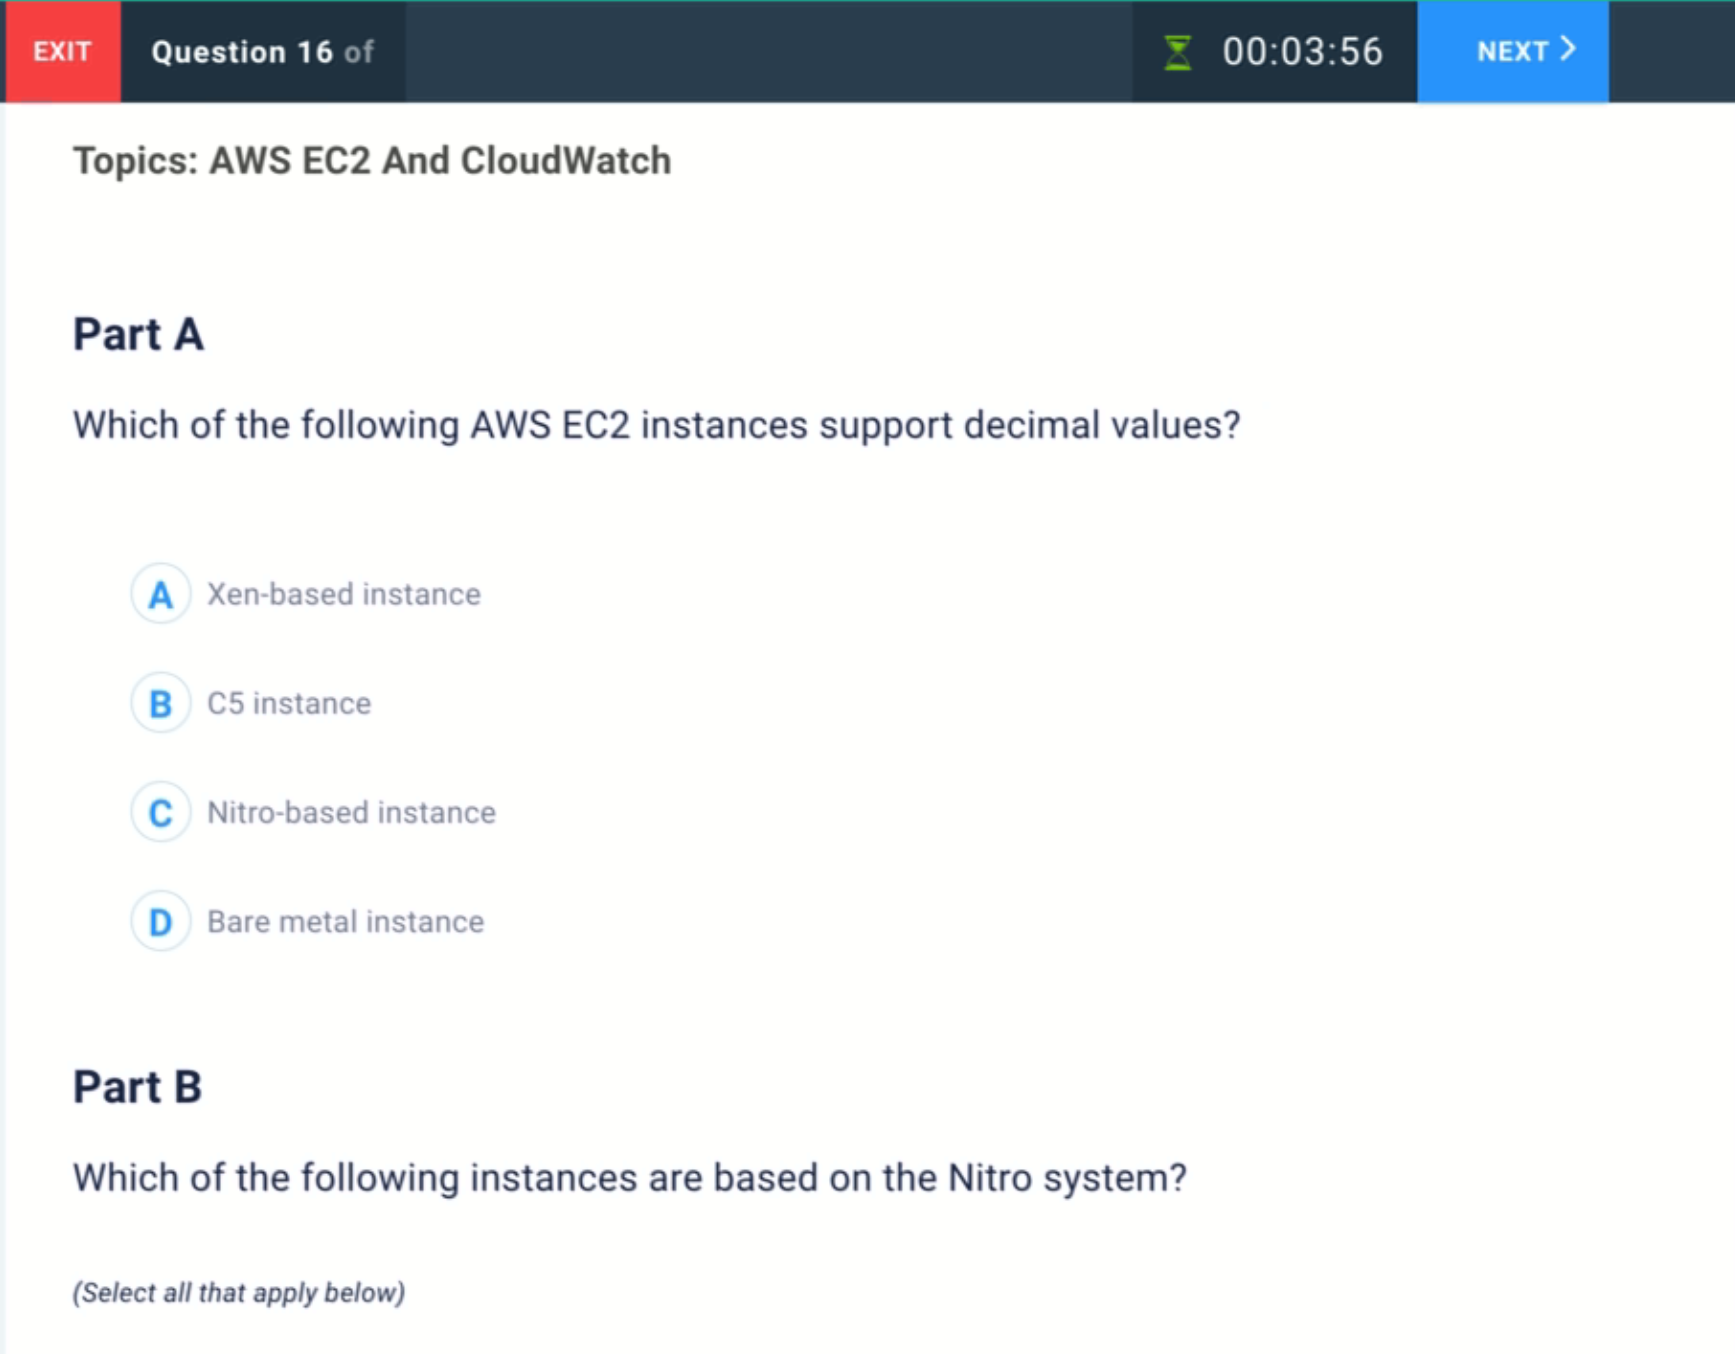 EXIT Question 16 of 00:03:56 NEXT >
Topics: AWS EC2 And CloudWatch
Part A
Which of the following AWS EC2 instances support decimal values?
A Xen-based instance
B C5 instance
C Nitro-based instance
D Bare metal instance
Part B
Which of the following instances are based on the Nitro system?
(Select all that apply below)